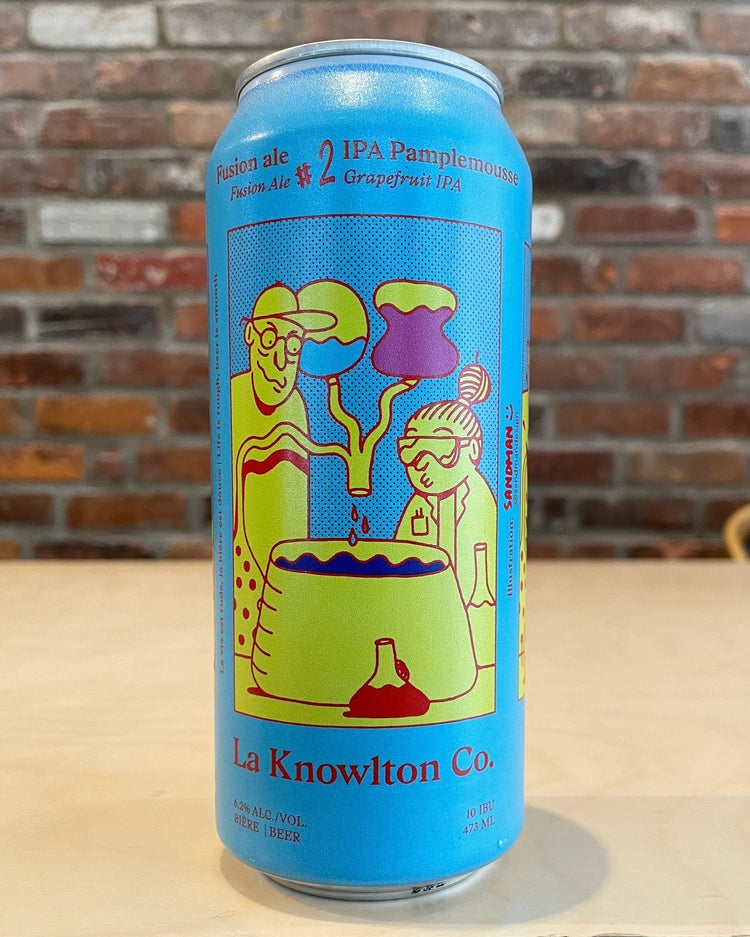 Fusion ale #2 IPA Pamplemousse
Fusion Ale Grapefruit IPA
La vie est rude, la bière est douce | Life is rough, beer is smooth
Illustration: SANDMAN
La Knowlton Co.
6.2% ALC./VOL.
BIÈRE | BEER
10 IBU
473 ML